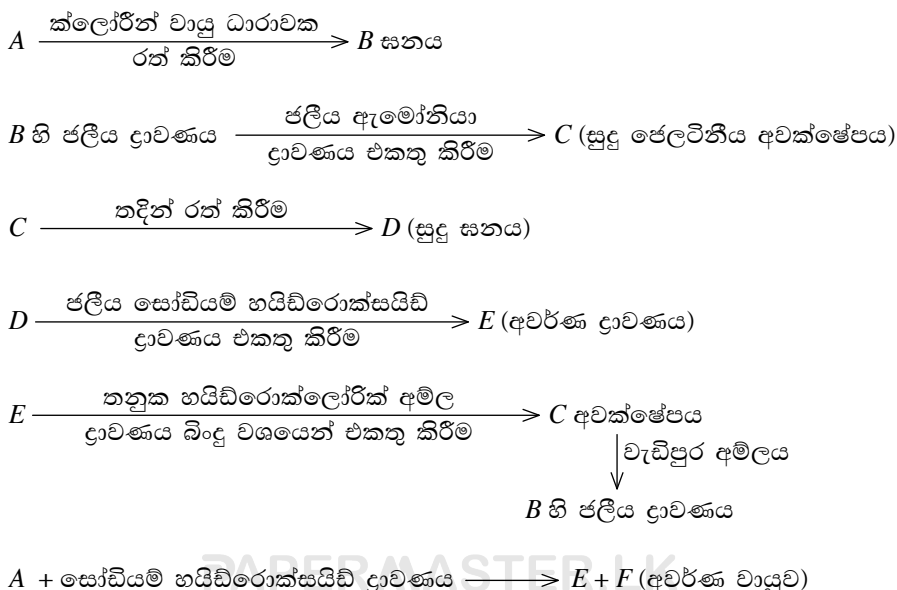 A ක්ලෝරීන් වායු ධාරාවක රත් කිරීම B ඝනය
B හි ජලීය ද්‍රාවණය ජලීය ඇමෝනියා ද්‍රාවණය එකතු කිරීම C (සුදු ජෙලටිනීය අවක්ෂේපය)
C තදින් රත් කිරීම D (සුදු ඝනය)
D ජලීය සෝඩියම් හයිඩ්රොක්සයිඩ් ද්‍රාවණය එකතු කිරීම E (අවර්ණ ද්‍රාවණය)
E තනුක හයිඩ්රොක්ලෝරික් අම්ල ද්‍රාවණය බිංදු වශයෙන් එකතු කිරීම C අවක්ෂේපය
වැඩිපුර අම්ලය
B හි ජලීය ද්‍රාවණය
PAPERMASTER.LK
A + සෝඩියම් හයිඩ්රොක්සයිඩ් ද්‍රාවණය E + F (අවර්ණ වායුව)